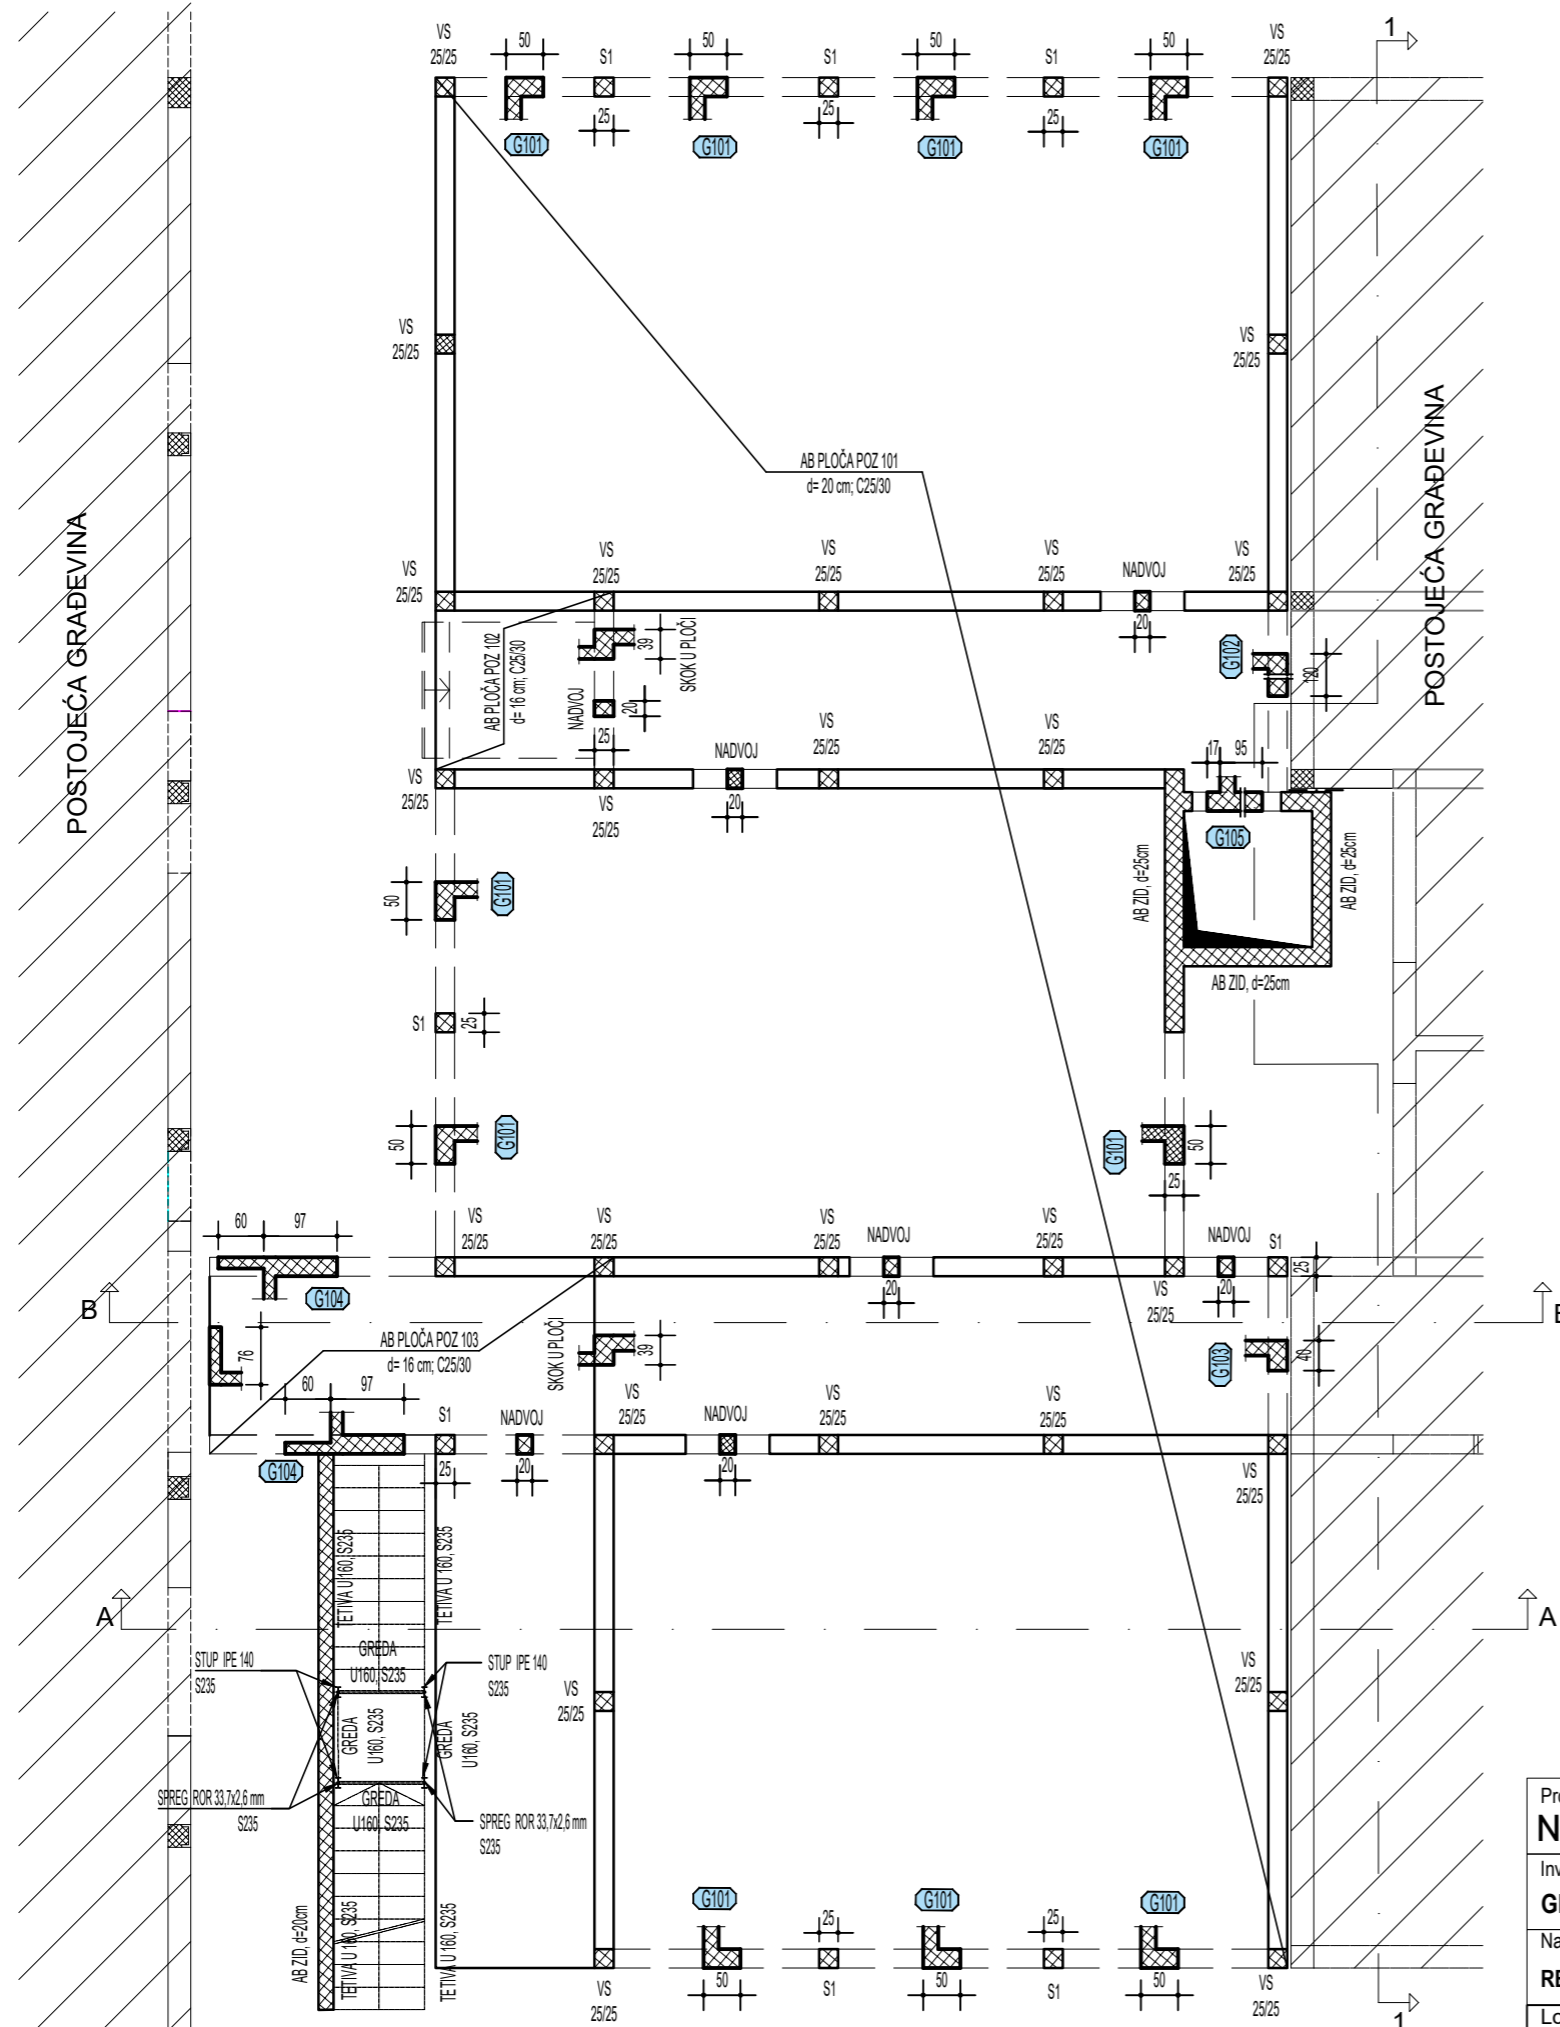 VS
25/25
50
S1
50
S1
50
S1
50
VS
25/25
1
25
25
25
G101
G101
G101
G101
VS
25/25
VS
25/25
AB PLOČA POZ 101
d= 20 cm; C25/30
POSTOJEĆA GRAĐEVINA
POSTOJEĆA GRAĐEVINA
VS
25/25
VS
25/25
VS
25/25
VS
25/25
NADVOJ
VS
25/25
20
AB PLOČA POZ 102
d= 16 cm; C25/30
39
SKOK U PLOČI
NADVOJ
20
25
G102
120
VS
25/25
VS
25/25
NADVOJ
20
VS
25/25
VS
25/25
17
95
G105
AB ZID, d=25cm
AB ZID, d=25cm
AB ZID, d=25cm
50
G101
S1
25
50
G101
G101
50
25
60
97
G104
VS
25/25
VS
25/25
VS
25/25
NADVOJ
20
VS
25/25
NADVOJ
20
S1
25
VS
25/25
B
76
AB PLOČA POZ 103
d= 16 cm; C25/30
SKOK U PLOČI
39
G103
40
60
97
G104
S1
25
NADVOJ
20
VS
25/25
NADVOJ
20
VS
25/25
VS
25/25
VS
25/25
TETIVA U 160, S235
TETIVA U 160, S235
A
A
STUP IPE 140
S235
GREDA
U160, S235
STUP IPE 140
S235
GREDA
U160, S235
GREDA
U160, S235
VS
25/25
VS
25/25
SPREG ROR 33,7x2,6 mm
S235
GREDA
U160, S235
SPREG ROR 33,7x2,6 mm
S235
AB ZID, d=20cm
TETIVA U 160, S235
TETIVA U 160, S235
G101
G101
G101
25
25
VS
25/25
50
S1
50
S1
50
VS
25/25
1